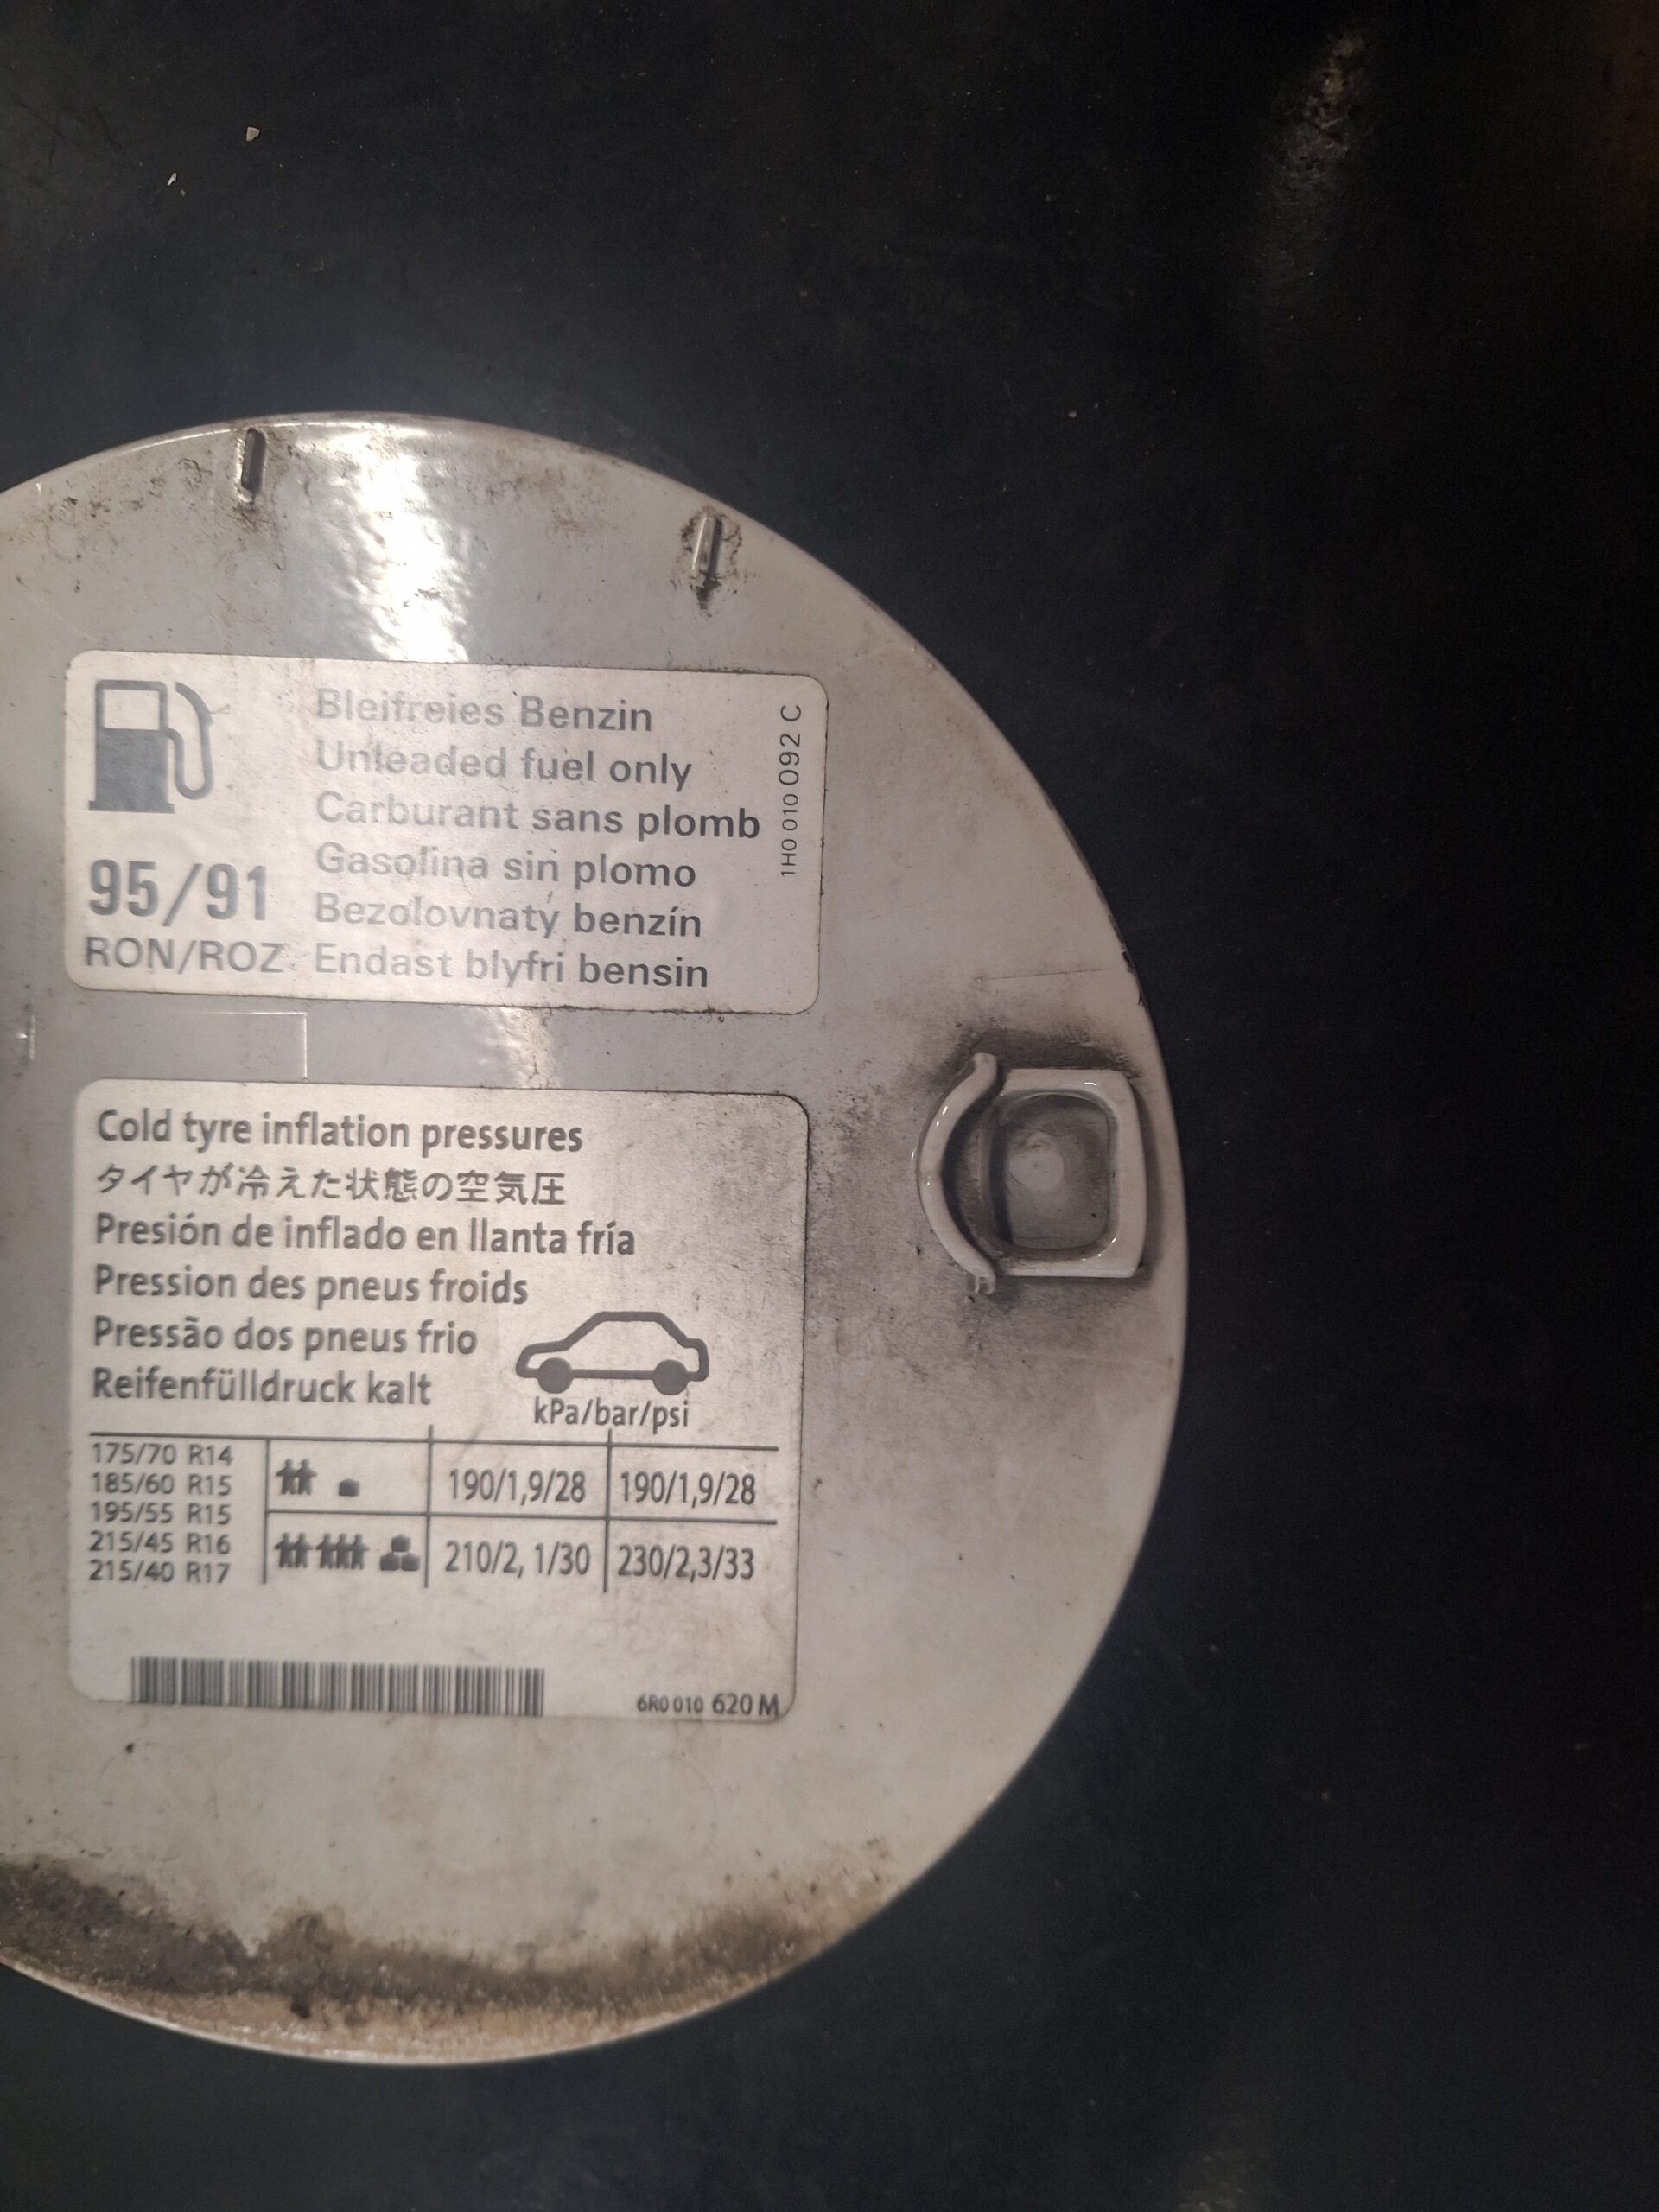 Bleifreies Benzin
Unleaded fuel only
Carburant sans plomb
Gasolina sin plomo
Bezolovnatý benzín
Endast blyfri bensin
95/91
RON/ROZ
1H0 010 092 C
Cold tyre inflation pressures
タイヤが冷えた状態の空気圧
Presión de inflado en llanta fría
Pression des pneus froids
Pressão dos pneus frio
Reifenfülldruck kalt
kPa/bar/psi
175/70 R14
185/60 R15
195/55 R15
215/45 R16
215/40 R17
190/1,9/28 190/1,9/28
210/2, 1/30 230/2,3/33
6R0 010 620 M